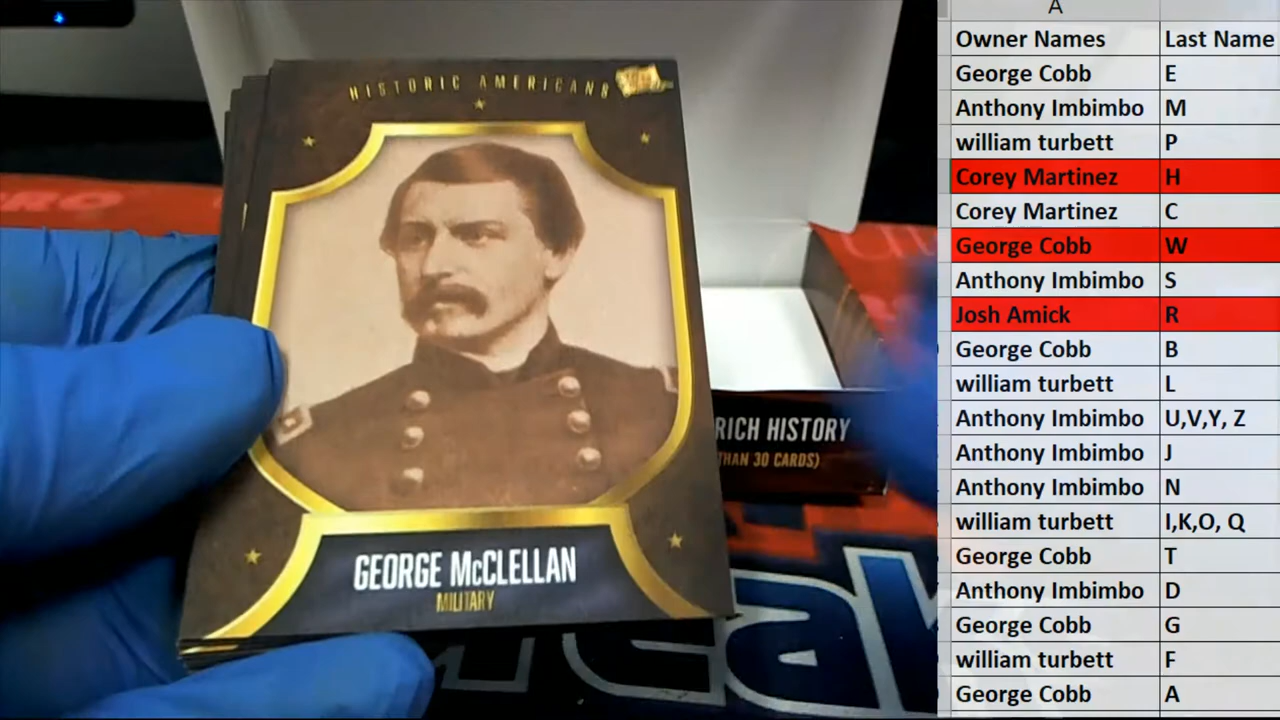 HISTORIC AMERICANS
GEORGE McCLELLAN
MILITARY
RICH HISTORY
THAN 30 CARDS)
A
Owner Names Last Name
George Cobb E
Anthony Imbimbo M
william turbett P
Corey Martinez H
Corey Martinez C
George Cobb W
Anthony Imbimbo S
Josh Amick R
George Cobb B
william turbett L
Anthony Imbimbo U,V,Y, Z
Anthony Imbimbo J
Anthony Imbimbo N
william turbett I,K,O, Q
George Cobb T
Anthony Imbimbo D
George Cobb G
william turbett F
George Cobb A